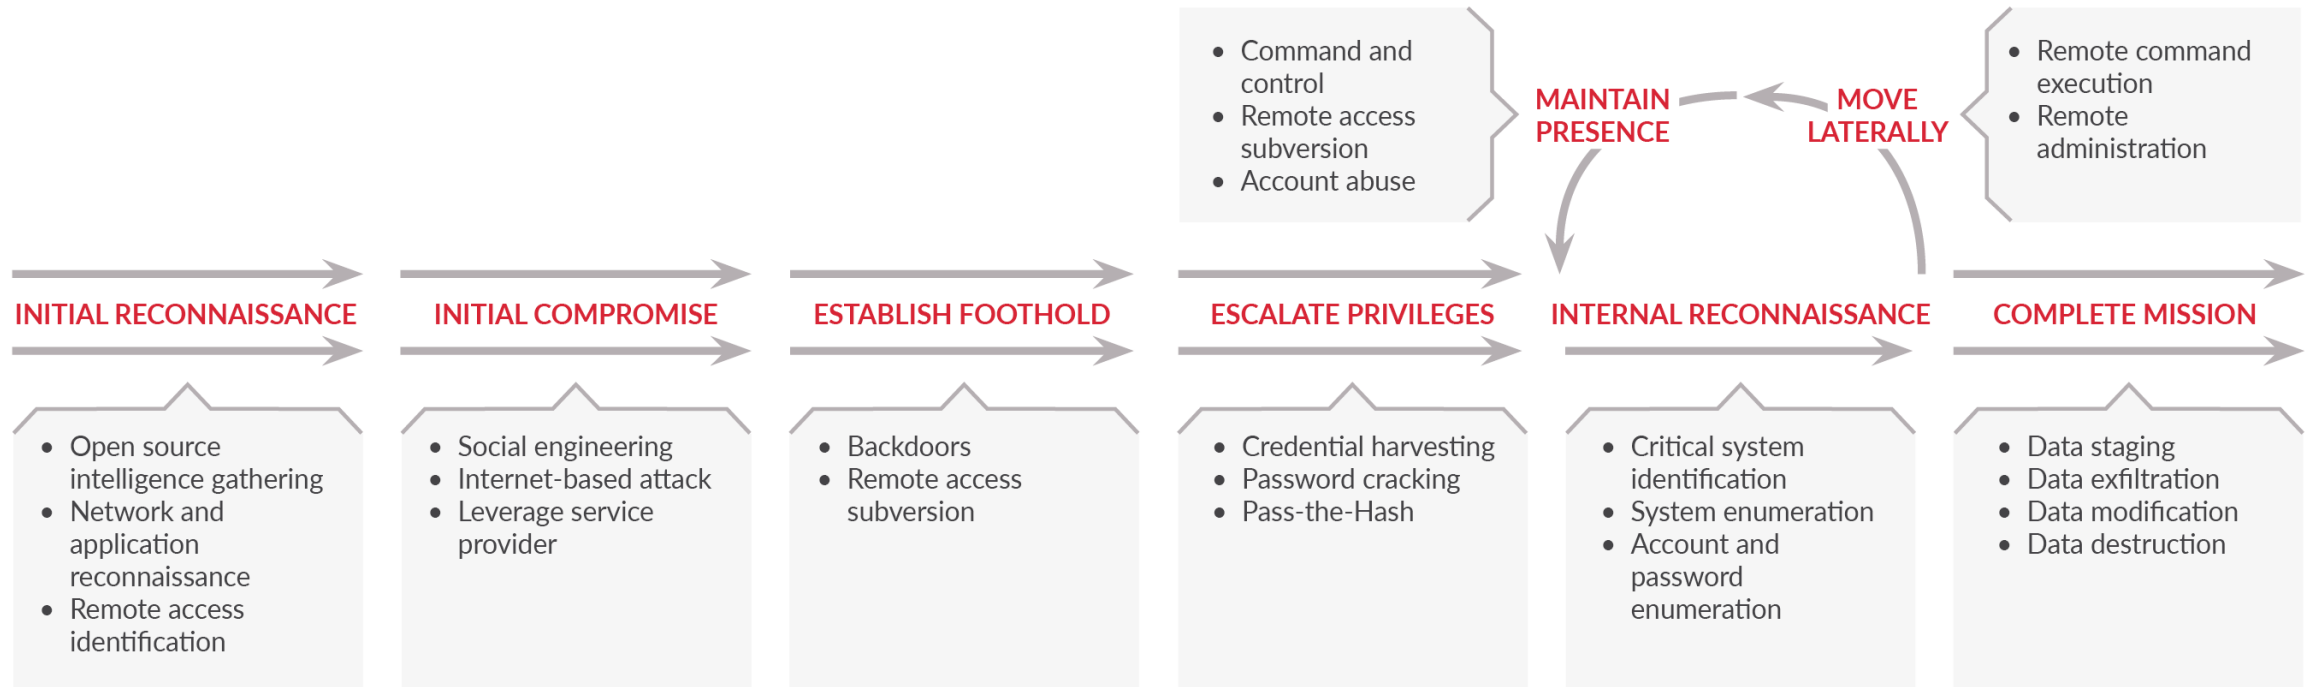 • Command and
control
• Remote access
subversion
• Account abuse
MAINTAIN
PRESENCE
MOVE
LATERALLY
• Remote command
execution
• Remote
administration
INITIAL RECONNAISSANCE
INITIAL COMPROMISE
ESTABLISH FOOTHOLD
ESCALATE PRIVILEGES
INTERNAL RECONNAISSANCE
COMPLETE MISSION
• Open source
intelligence gathering
• Network and
application
reconnaissance
• Remote access
identification
• Social engineering
• Internet-based attack
• Leverage service
provider
• Backdoors
• Remote access
subversion
• Credential harvesting
• Password cracking
• Pass-the-Hash
• Critical system
identification
• System enumeration
• Account and
password
enumeration
• Data staging
• Data exfiltration
• Data modification
• Data destruction